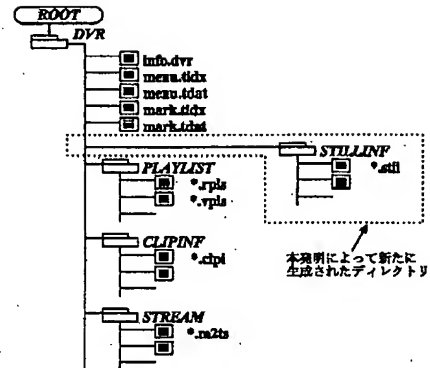 ROOT
DVR
info.dvr
menu.tidx
menu.tdat
mark.tidx
mark.tdat
STILLINF
*.stil
PLAYLIST
*.rpls
*.vpls
CLIPINF
*.clpi
本発明によって新たに
生成されたディレクトリ
STREAM
*.m2ts